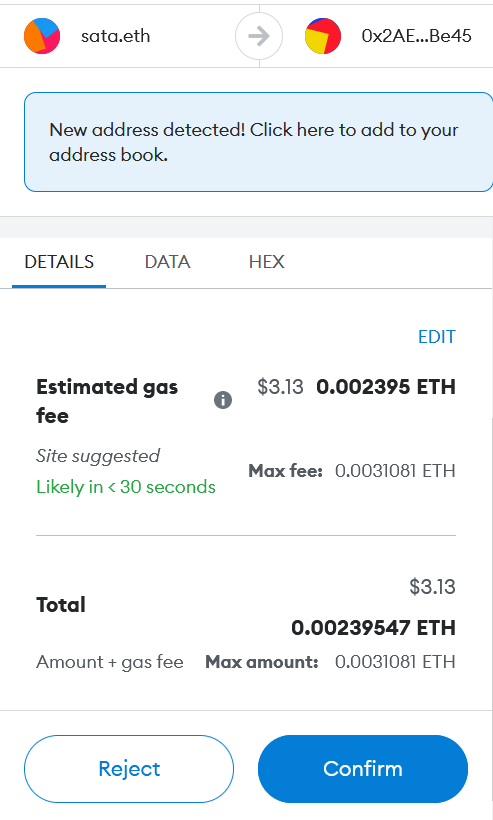 sata.eth
0x2AE...Be45
New address detected! Click here to add to your
address book.
DETAILS
DATA
HEX
EDIT
Estimated gas
fee
$3.13 0.002395 ETH
Site suggested
Likely in < 30 seconds
Max fee: 0.0031081 ETH
$3.13
Total
0.00239547 ETH
Amount + gas fee
Max amount: 0.0031081 ETH
Reject
Confirm